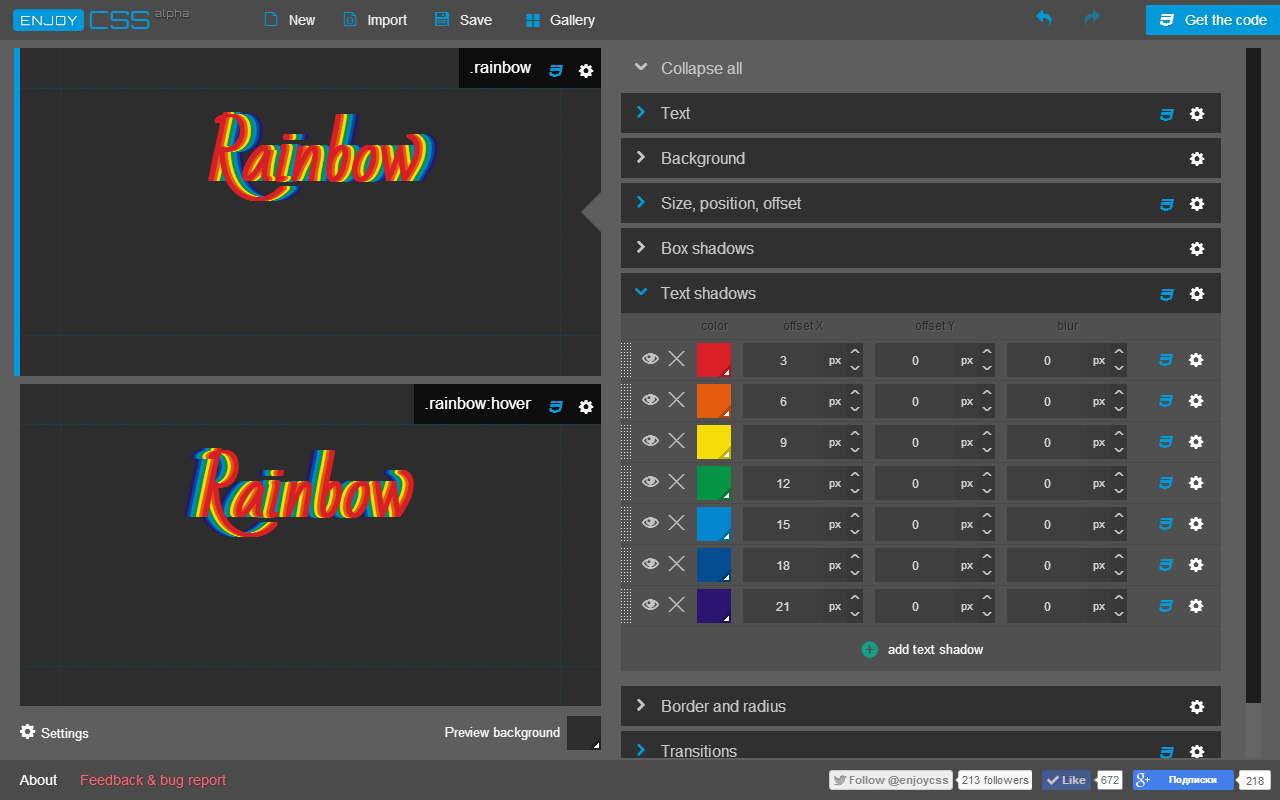 ENJOY CSS alpha
New Import Save Gallery Get the code
.rainbow
Rainbow
.rainbow:hover
Rainbow
Settings
Preview background
Collapse all
Text
Background
Size, position, offset
Box shadows
Text shadows
color offset X offset Y blur
3 px 0 px 0 px
6 px 0 px 0 px
9 px 0 px 0 px
12 px 0 px 0 px
15 px 0 px 0 px
18 px 0 px 0 px
21 px 0 px 0 px
add text shadow
Border and radius
Transitions
About Feedback & bug report
Follow @enjoycss 213 followers Like 672 g+ Подписки 218